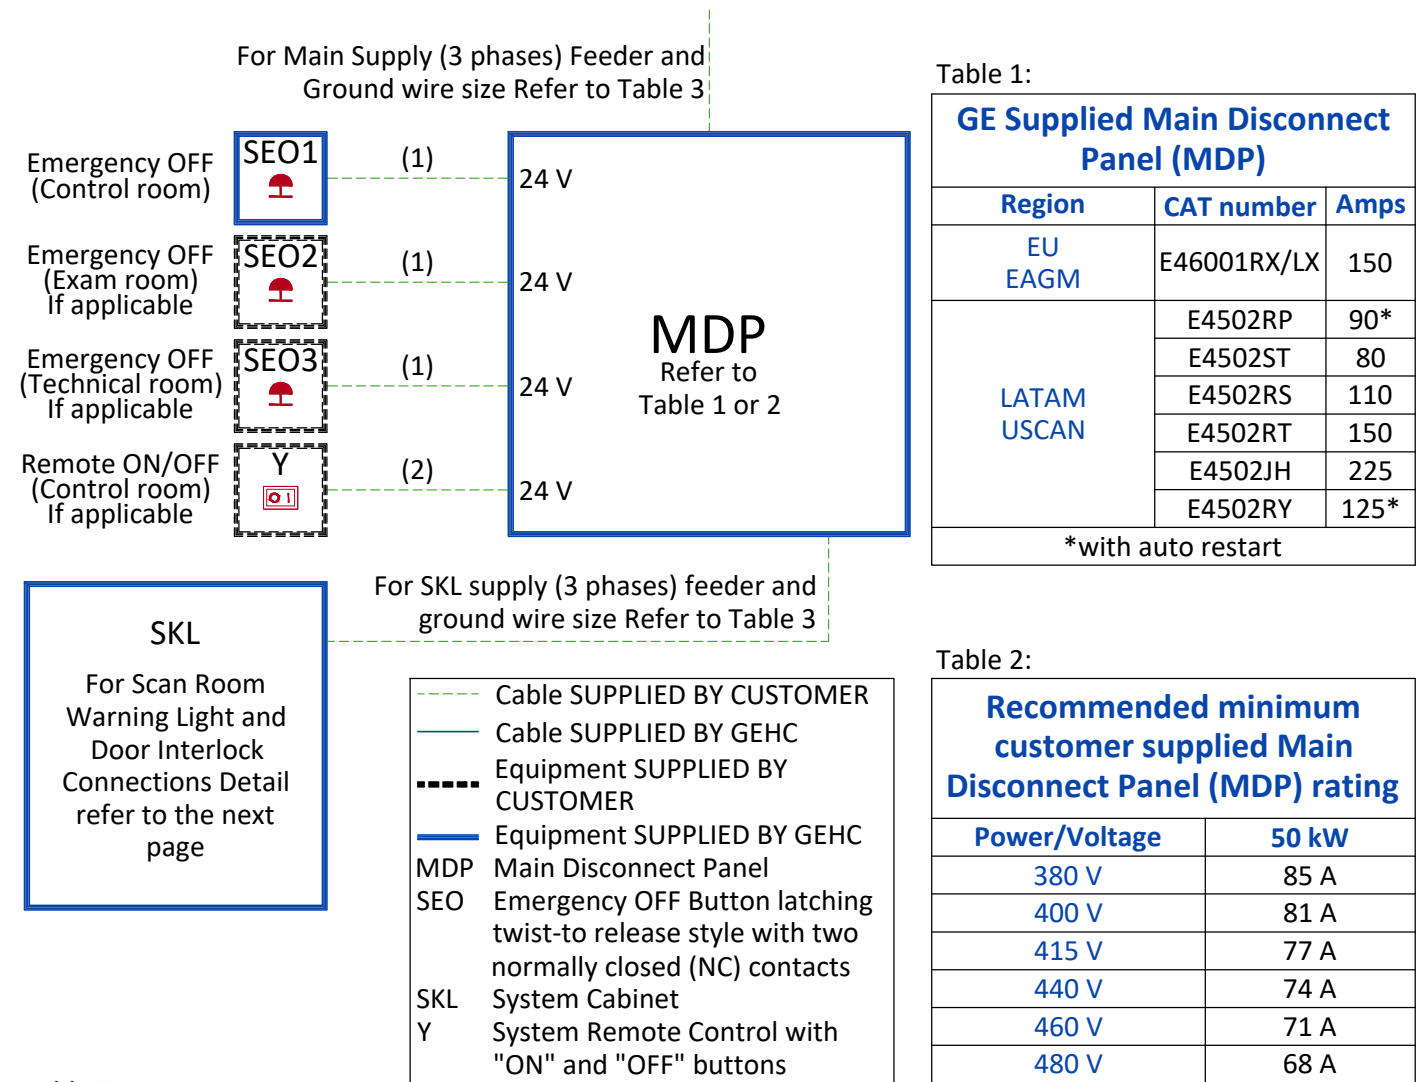 For Main Supply (3 phases) Feeder and
Ground wire size Refer to Table 3
Emergency OFF
(Control room)
SEO1
(1)
24 V
Emergency OFF
(Exam room)
If applicable
SEO2
(1)
24 V
Emergency OFF
(Technical room)
If applicable
SEO3
(1)
24 V
Remote ON/OFF
(Control room)
If applicable
Y
(2)
24 V
MDP
Refer to
Table 1 or 2
For SKL supply (3 phases) feeder and
ground wire size Refer to Table 3
SKL
For Scan Room
Warning Light and
Door Interlock
Connections Detail
refer to the next
page
Cable SUPPLIED BY CUSTOMER
Cable SUPPLIED BY GEHC
Equipment SUPPLIED BY
CUSTOMER
Equipment SUPPLIED BY GEHC
MDP Main Disconnect Panel
SEO Emergency OFF Button latching
twist-to release style with two
normally closed (NC) contacts
SKL System Cabinet
Y System Remote Control with
"ON" and "OFF" buttons
Table 1:
GE Supplied Main Disconnect
Panel (MDP)
Region CAT number Amps
EU
EAGM
E46001RX/LX 150
LATAM
USCAN
E4502RP 90*
E4502ST 80
E4502RS 110
E4502RT 150
E4502JH 225
E4502RY 125*
*with auto restart
Table 2:
Recommended minimum
customer supplied Main
Disconnect Panel (MDP) rating
Power/Voltage 50 kW
380 V 85 A
400 V 81 A
415 V 77 A
440 V 74 A
460 V 71 A
480 V 68 A